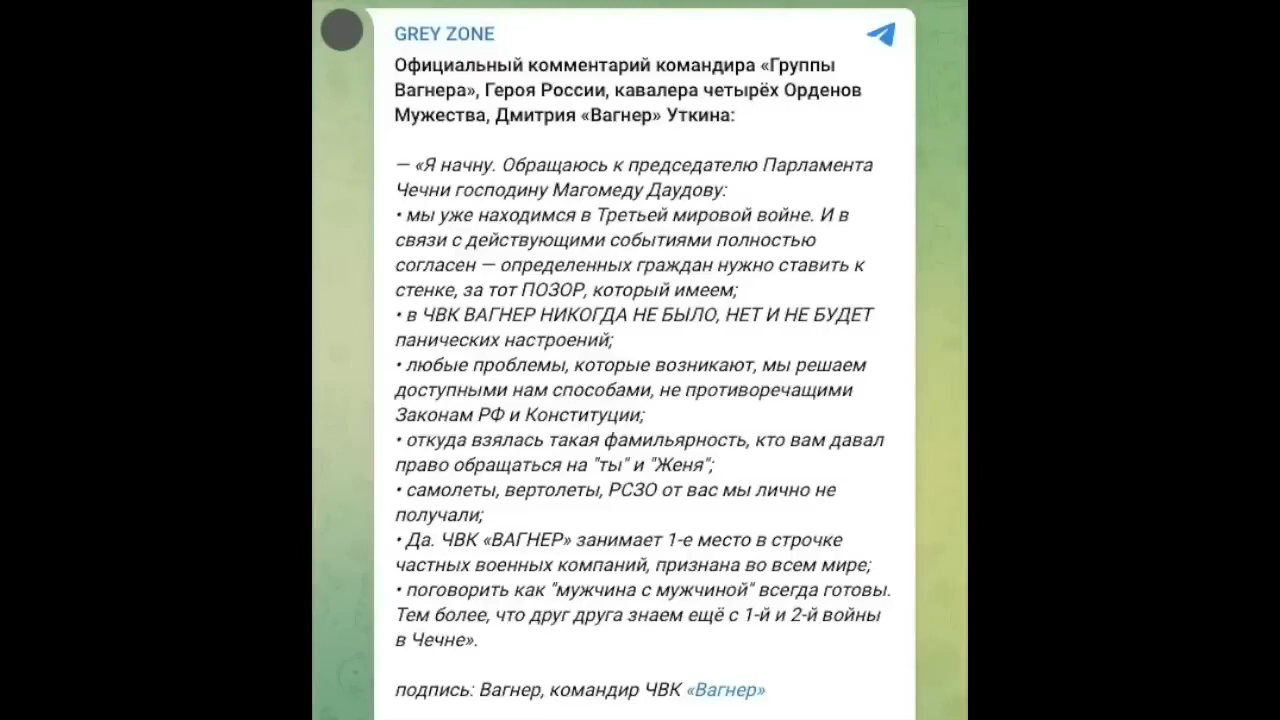 GREY ZONE
Официальный комментарий командира «Группы
Вагнера», Героя России, кавалера четырёх Орденов
Мужества, Дмитрия «Вагнер» Уткина:
— «Я начну. Обращаюсь к председателю Парламента
Чечни господину Магомеду Даудову:
• мы уже находимся в Третьей мировой войне. И в
связи с действующими событиями полностью
согласен — определенных граждан нужно ставить к
стенке, за тот ПОЗОР, который имеем;
• в ЧВК ВАГНЕР НИКОГДА НЕ БЫЛО, НЕТ И НЕ БУДЕТ
панических настроений;
• любые проблемы, которые возникают, мы решаем
доступными нам способами, не противоречащими
Законам РФ и Конституции;
• откуда взялась такая фамильярность, кто вам давал
право обращаться на "ты" и "Женя";
• самолеты, вертолеты, РСЗО от вас мы лично не
получали;
• Да. ЧВК «ВАГНЕР» занимает 1-е место в строчке
частных военных компаний, признана во всем мире;
• поговорить как "мужчина с мужчиной" всегда готовы.
Тем более, что друг друга знаем ещё с 1-й и 2-й войны
в Чечне».
подпись: Вагнер, командир ЧВК «Вагнер»